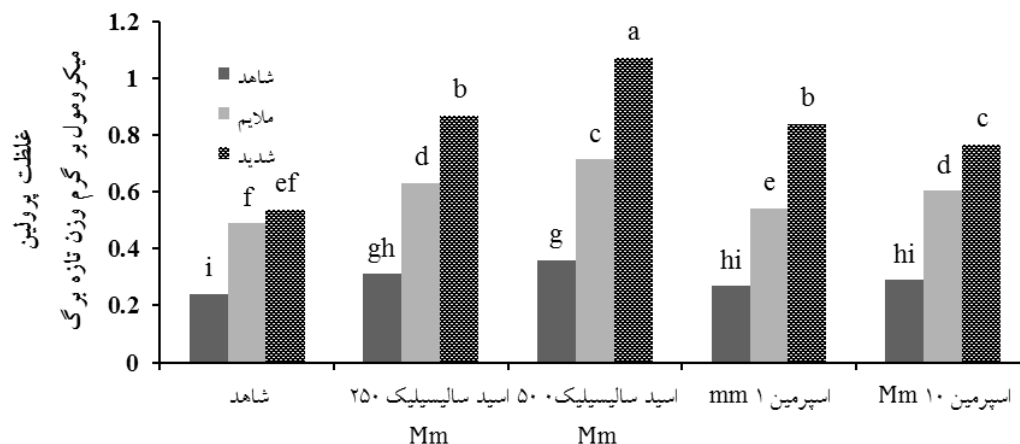 غلظت پرولین
میکرومول بر گرم وزن تازه برگ
1.2
1
0.8
0.6
0.4
0.2
0
شاهد
ملایم
شدید
i
f
ef
gh
d
b
g
c
a
hi
e
b
hi
d
c
شاهد
اسید سالیسیلیک ۲۵۰
Mm
اسید سالیسیلیک۰ ۵۰
Mm
اسپرمین ۱ mm
اسپرمین ۱۰ Mm